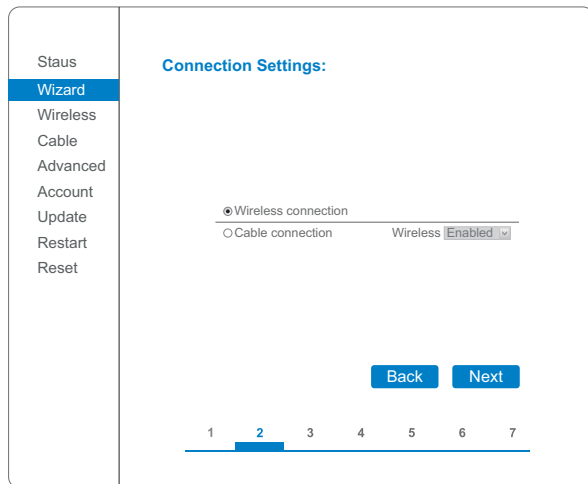 Staus
Wizard
Wireless
Cable
Advanced
Account
Update
Restart
Reset
Connection Settings:
Wireless connection
Cable connection Wireless Enabled
Back Next
1 2 3 4 5 6 7